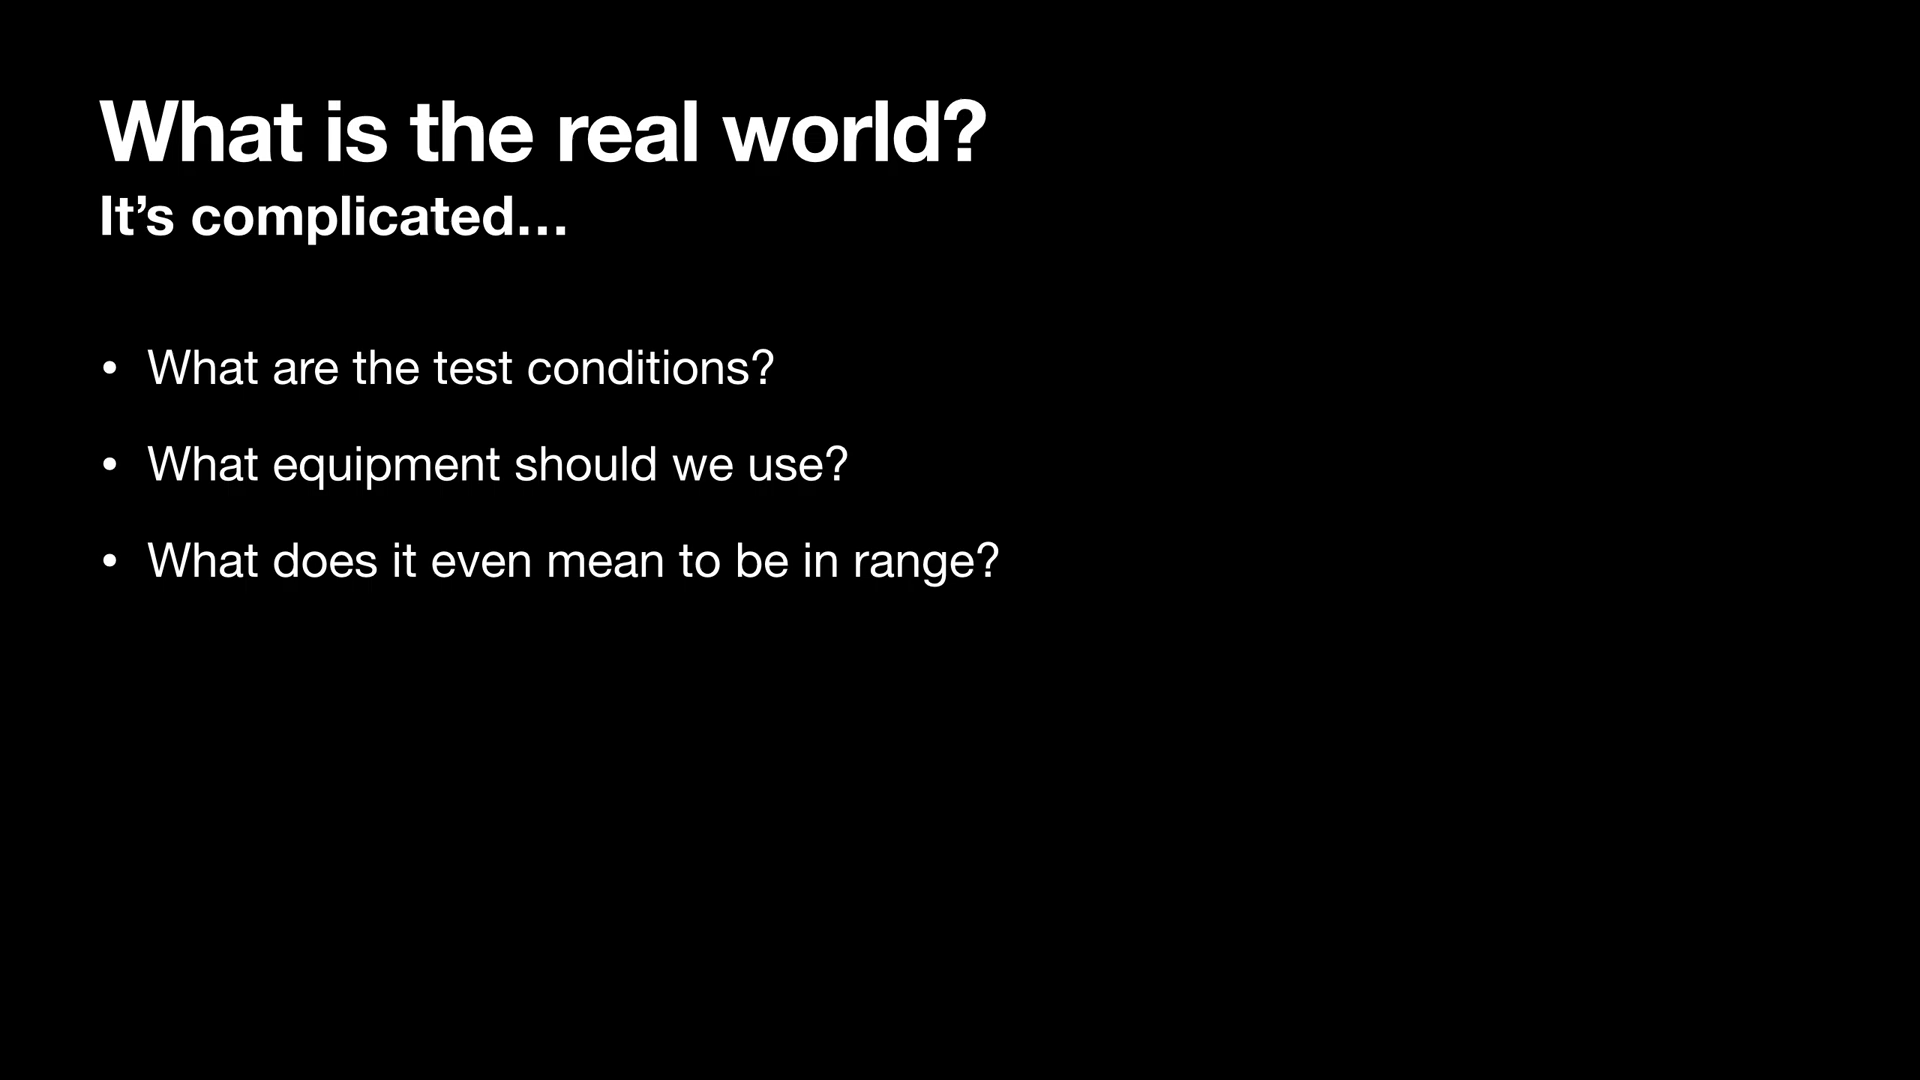 What is the real world?
It’s complicated…
• What are the test conditions?
• What equipment should we use?
• What does it even mean to be in range?